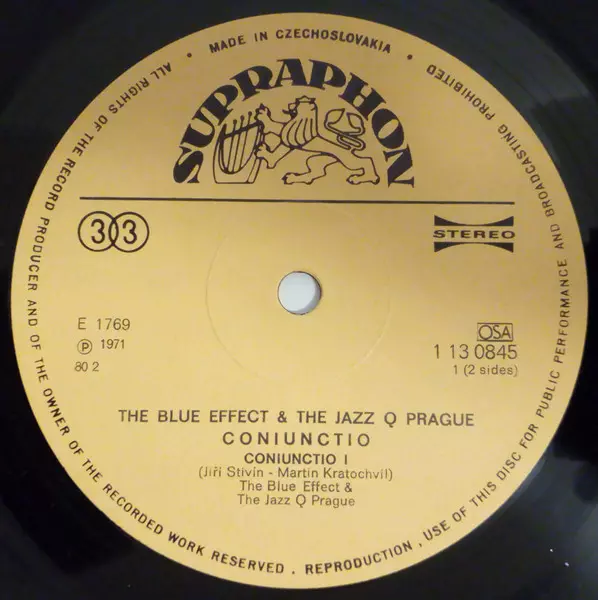 MADE IN CZECHOSLOVAKIA
SUPRAPHON
33
STEREO
E 1769
Ⓟ 1971
80 2
OSA
1 13 0845
1 (2 sides)
THE BLUE EFFECT & THE JAZZ Q PRAGUE
CONIUNCTIO
CONIUNCTIO I
(Jiří Stivín - Martin Kratochvíl)
The Blue Effect &
The Jazz Q Prague
ALL RIGHTS OF THE RECORD PRODUCER AND OF THE OWNER OF THE RECORDED WORK RESERVED . REPRODUCTION , USE OF THIS DISC FOR PUBLIC PERFORMANCE AND BROADCASTING PROHIBITED